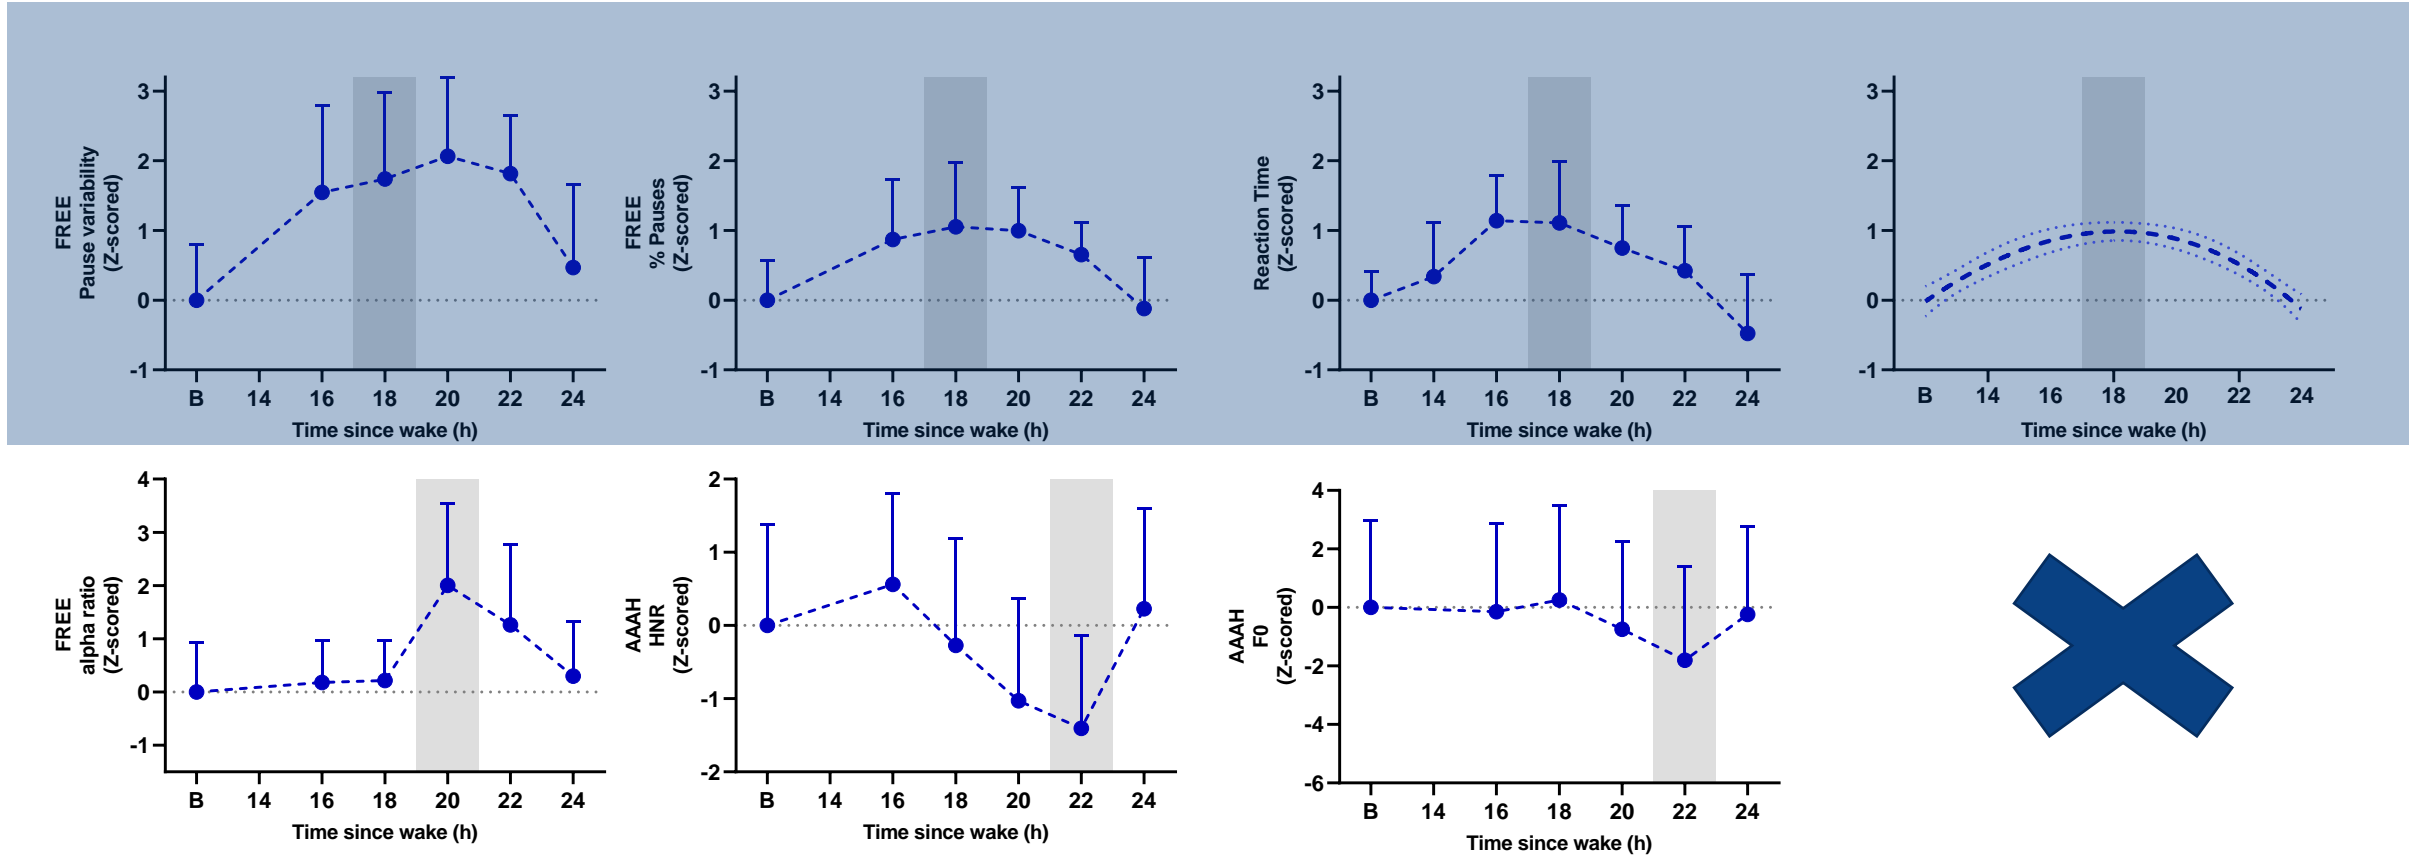 FREE
Pause variability
(Z-scored)
3
2
1
0
-1
B 14 16 18 20 22 24
Time since wake (h)
FREE
% Pauses
(Z-scored)
3
2
1
0
-1
B 14 16 18 20 22 24
Time since wake (h)
Reaction Time
(Z-scored)
3
2
1
0
-1
B 14 16 18 20 22 24
Time since wake (h)
3
2
1
0
-1
B 14 16 18 20 22 24
Time since wake (h)
FREE
alpha ratio
(Z-scored)
4
3
2
1
0
-1
B 14 16 18 20 22 24
Time since wake (h)
AAAH
HNR
(Z-scored)
2
1
0
-1
-2
B 14 16 18 20 22 24
Time since wake (h)
AAAH
F0
(Z-scored)
4
2
0
-2
-4
-6
B 14 16 18 20 22 24
Time since wake (h)